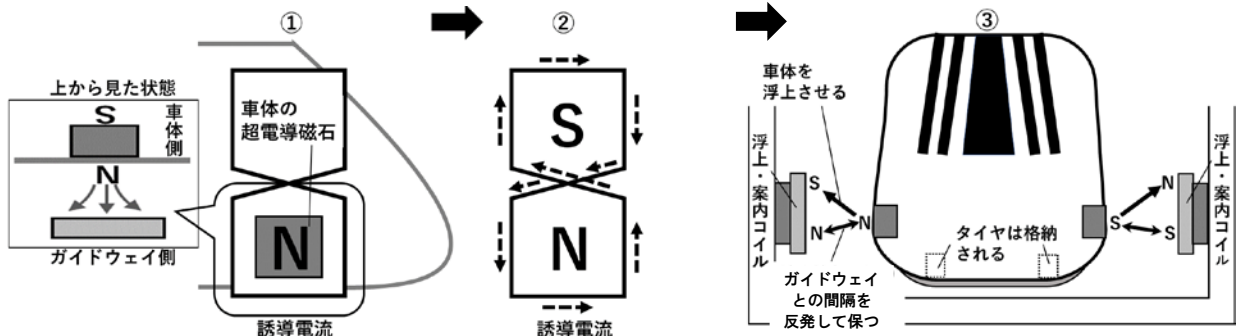 ①
上から見た状態
S
車体側
N
ガイドウェイ側
車体の
超電導磁石
N
誘導電流
②
S
N
誘導電流
③
車体を
浮上させる
浮上・案内コイル
S
N
N
ガイドウェイ
との間隔を
反発して保つ
タイヤは格納
される
N
S
S
浮上・案内コイル